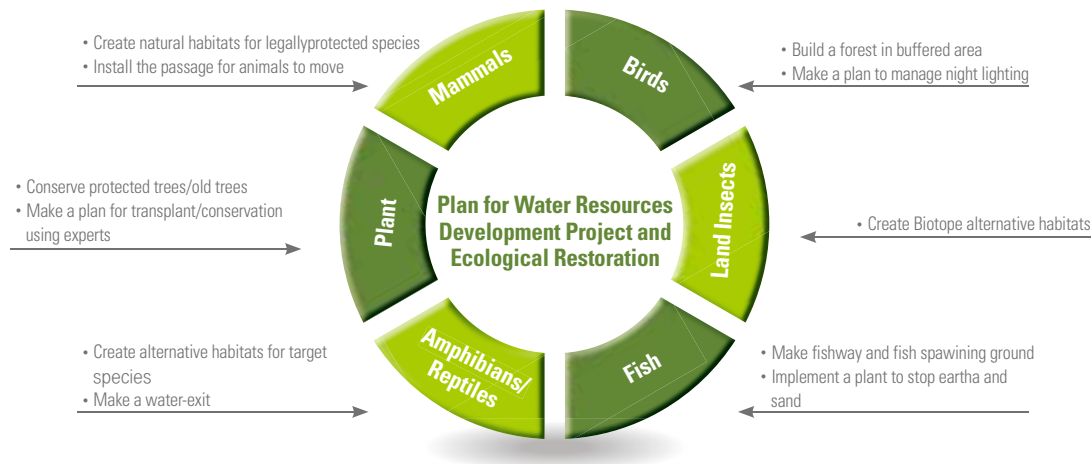 • Create natural habitats for legallyprotected species
• Install the passage for animals to move
Mammals
Birds
• Build a forest in buffered area
• Make a plan to manage night lighting
• Conserve protected trees/old trees
• Make a plan for transplant/conservation
using experts
Plant
Plan for Water Resources
Development Project and
Ecological Restoration
Land Insects
• Create Biotope alternative habitats
• Create alternative habitats for target
species
• Make a water-exit
Amphibians/
Reptiles
Fish
• Make fishway and fish spawining ground
• Implement a plant to stop eartha and
sand